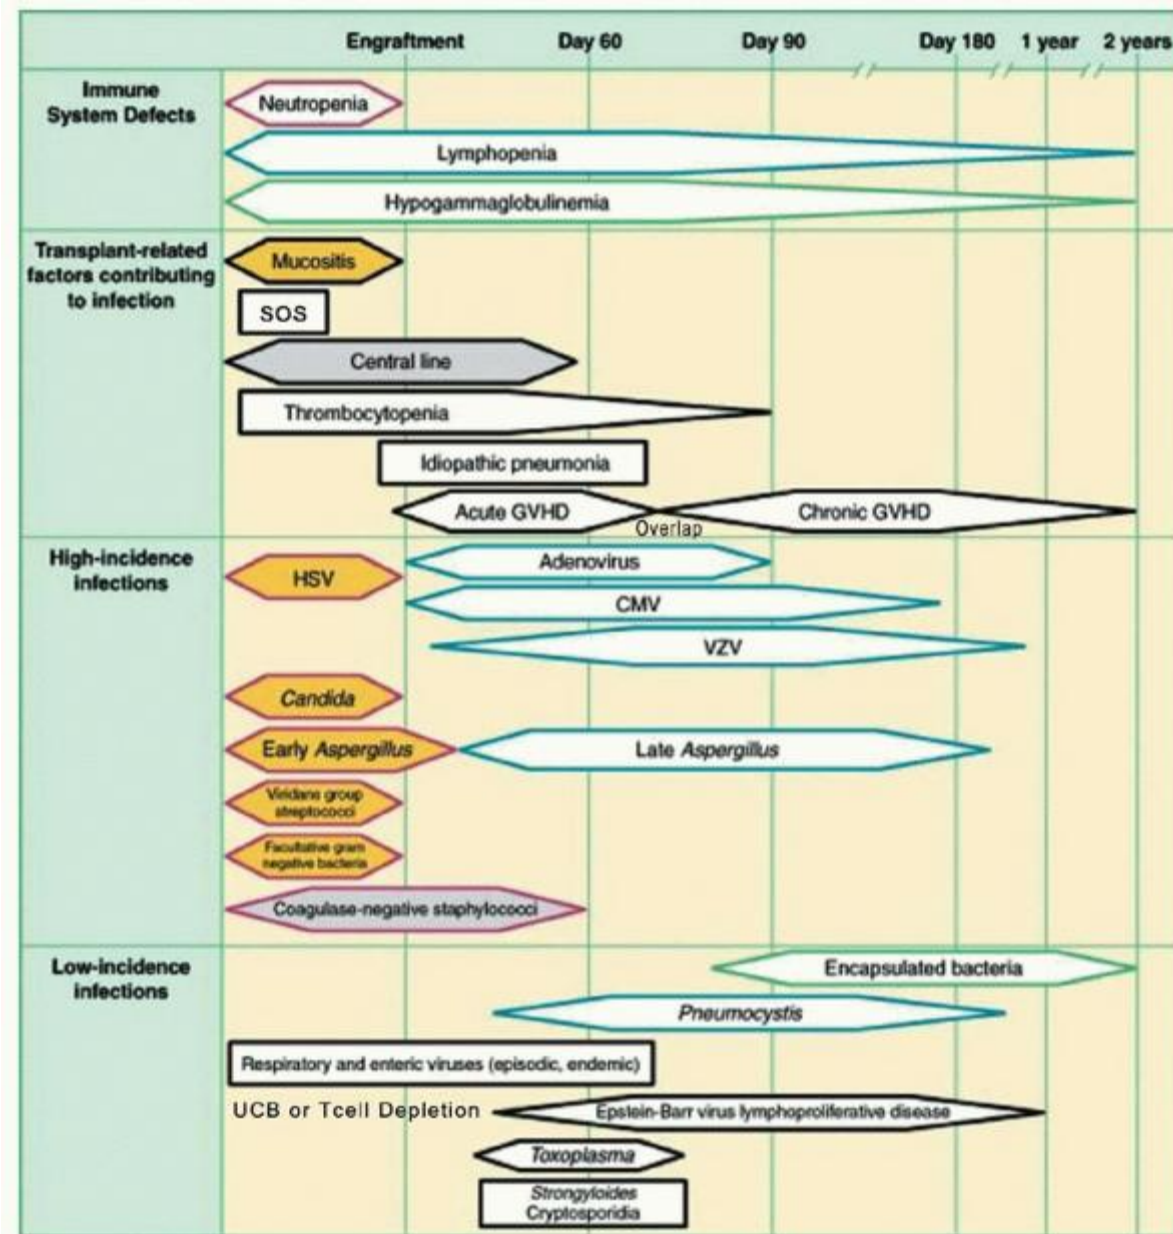 Engraftment Day 60 Day 90 Day 180 1 year 2 years
Immune
System Defects
Neutropenia
Lymphopenia
Hypogammaglobulinemia
Transplant-related
factors contributing
to infection
Mucositis
SOS
Central line
Thrombocytopenia
Idiopathic pneumonia
Acute GVHD
Overlap
Chronic GVHD
High-incidence
infections
HSV
Adenovirus
CMV
VZV
Candida
Early Aspergillus
Late Aspergillus
Viridans group
streptococci
Facultative gram
negative bacteria
Coagulase-negative staphylococci
Low-incidence
infections
Encapsulated bacteria
Pneumocystis
Respiratory and enteric viruses (episodic, endemic)
UCB or Tcell Depletion
Epstein-Barr virus lymphoproliferative disease
Toxoplasma
Strongyloides
Cryptosporidia